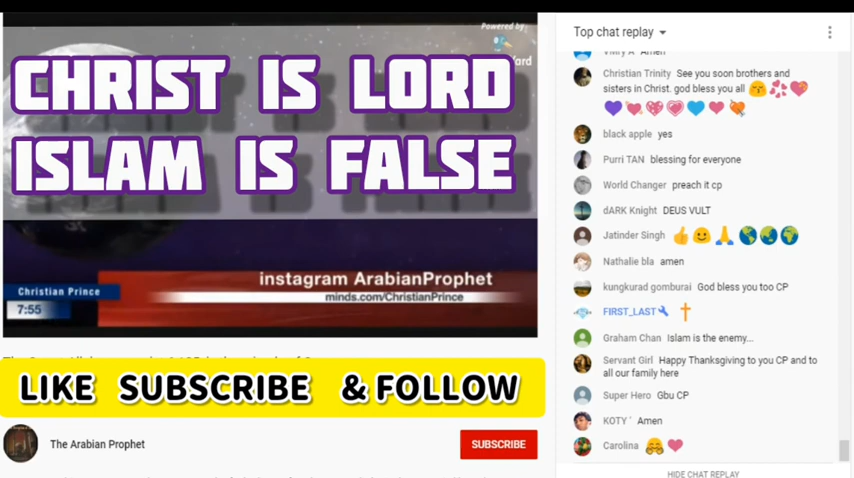 Powered by
CHRIST IS LORD
ISLAM IS FALSE
instagram ArabianProphet
minds.com/ChristianPrince
Christian Prince
7:55
LIKE SUBSCRIBE & FOLLOW
The Arabian Prophet
SUBSCRIBE
Top chat replay
Amen
Christian Trinity See you soon brothers and
sisters in Christ. god bless you all 😚💞💝
💜💘💖💗💙❤💘
black apple yes
Purri TAN blessing for everyone
World Changer preach it cp
dARK Knight DEUS VULT
Jatinder Singh 👍🙂🙏🌎🌏🌍
Nathalie bla amen
kungkurad gomburai God bless you too CP
FIRST_LAST🔧 ✝
Graham Chan Islam is the enemy...
Servant Girl Happy Thanksgiving to you CP and to
all our family here
Super Hero Gbu CP
KOTY ' Amen
Carolina 🤗❤
HIDE CHAT REPLAY